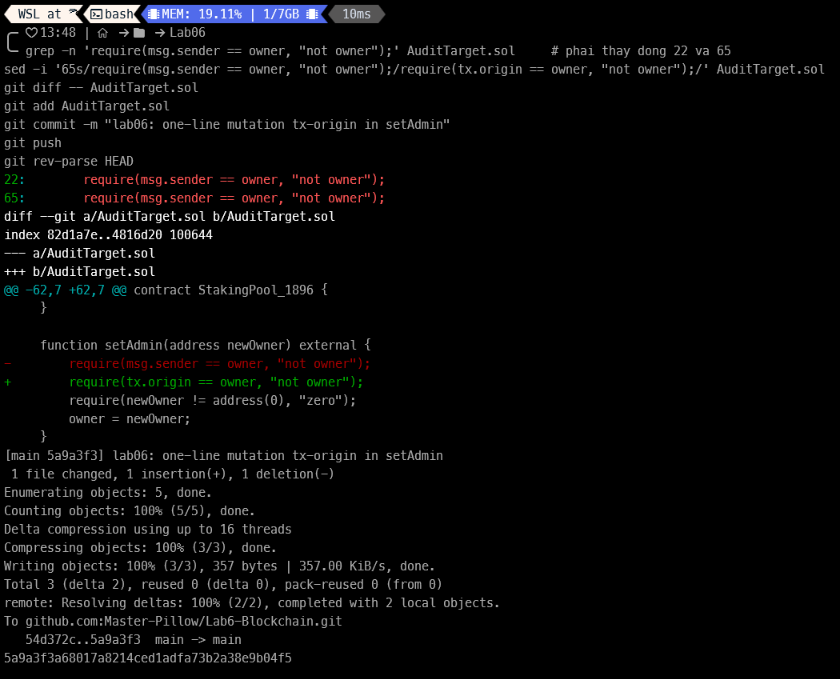 WSL at bash MEM: 19.11% | 1/7GB 10ms
13:48 | → → Lab06
grep -n 'require(msg.sender == owner, "not owner");' AuditTarget.sol     # phai thay dong 22 va 65
sed -i '65s/require(msg.sender == owner, "not owner");/require(tx.origin == owner, "not owner");/' AuditTarget.sol
git diff -- AuditTarget.sol
git add AuditTarget.sol
git commit -m "lab06: one-line mutation tx-origin in setAdmin"
git push
git rev-parse HEAD
22:        require(msg.sender == owner, "not owner");
65:        require(msg.sender == owner, "not owner");
diff --git a/AuditTarget.sol b/AuditTarget.sol
index 82d1a7e..4816d20 100644
--- a/AuditTarget.sol
+++ b/AuditTarget.sol
@@ -62,7 +62,7 @@ contract StakingPool_1896 {
     }
     function setAdmin(address newOwner) external {
-        require(msg.sender == owner, "not owner");
+        require(tx.origin == owner, "not owner");
         require(newOwner != address(0), "zero");
         owner = newOwner;
     }
[main 5a9a3f3] lab06: one-line mutation tx-origin in setAdmin
 1 file changed, 1 insertion(+), 1 deletion(-)
Enumerating objects: 5, done.
Counting objects: 100% (5/5), done.
Delta compression using up to 16 threads
Compressing objects: 100% (3/3), done.
Writing objects: 100% (3/3), 357 bytes | 357.00 KiB/s, done.
Total 3 (delta 2), reused 0 (delta 0), pack-reused 0 (from 0)
remote: Resolving deltas: 100% (2/2), completed with 2 local objects.
To github.com:Master-Pillow/Lab6-Blockchain.git
   54d372c..5a9a3f3  main -> main
5a9a3f3a68017a8214ced1adfa73b2a38e9b04f5